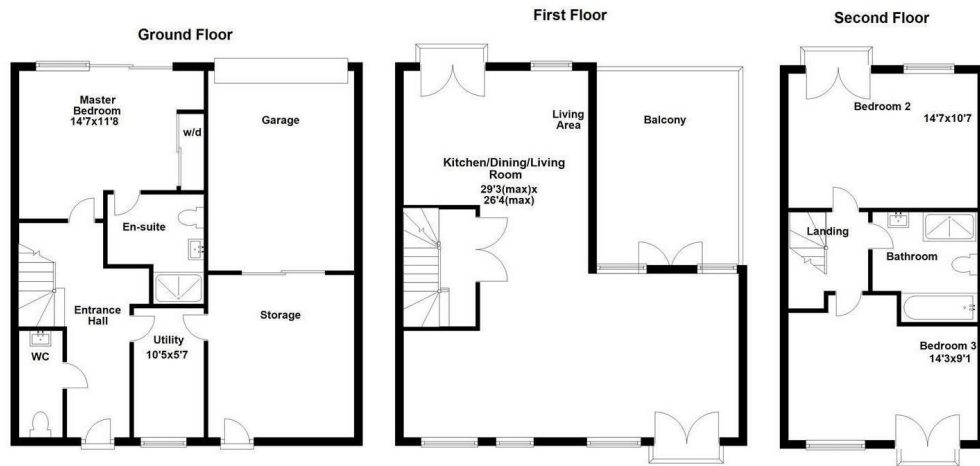 Ground Floor
Master
Bedroom
14'7x11'8
w/d
Garage
En-suite
Entrance
Hall
WC
Utility
10'5x5'7
Storage
First Floor
Living
Area
Kitchen/Dining/Living
Room
29'3(max)x
26'4(max)
Balcony
Second Floor
Bedroom 2
14'7x10'7
Landing
Bathroom
Bedroom 3
14'3x9'1